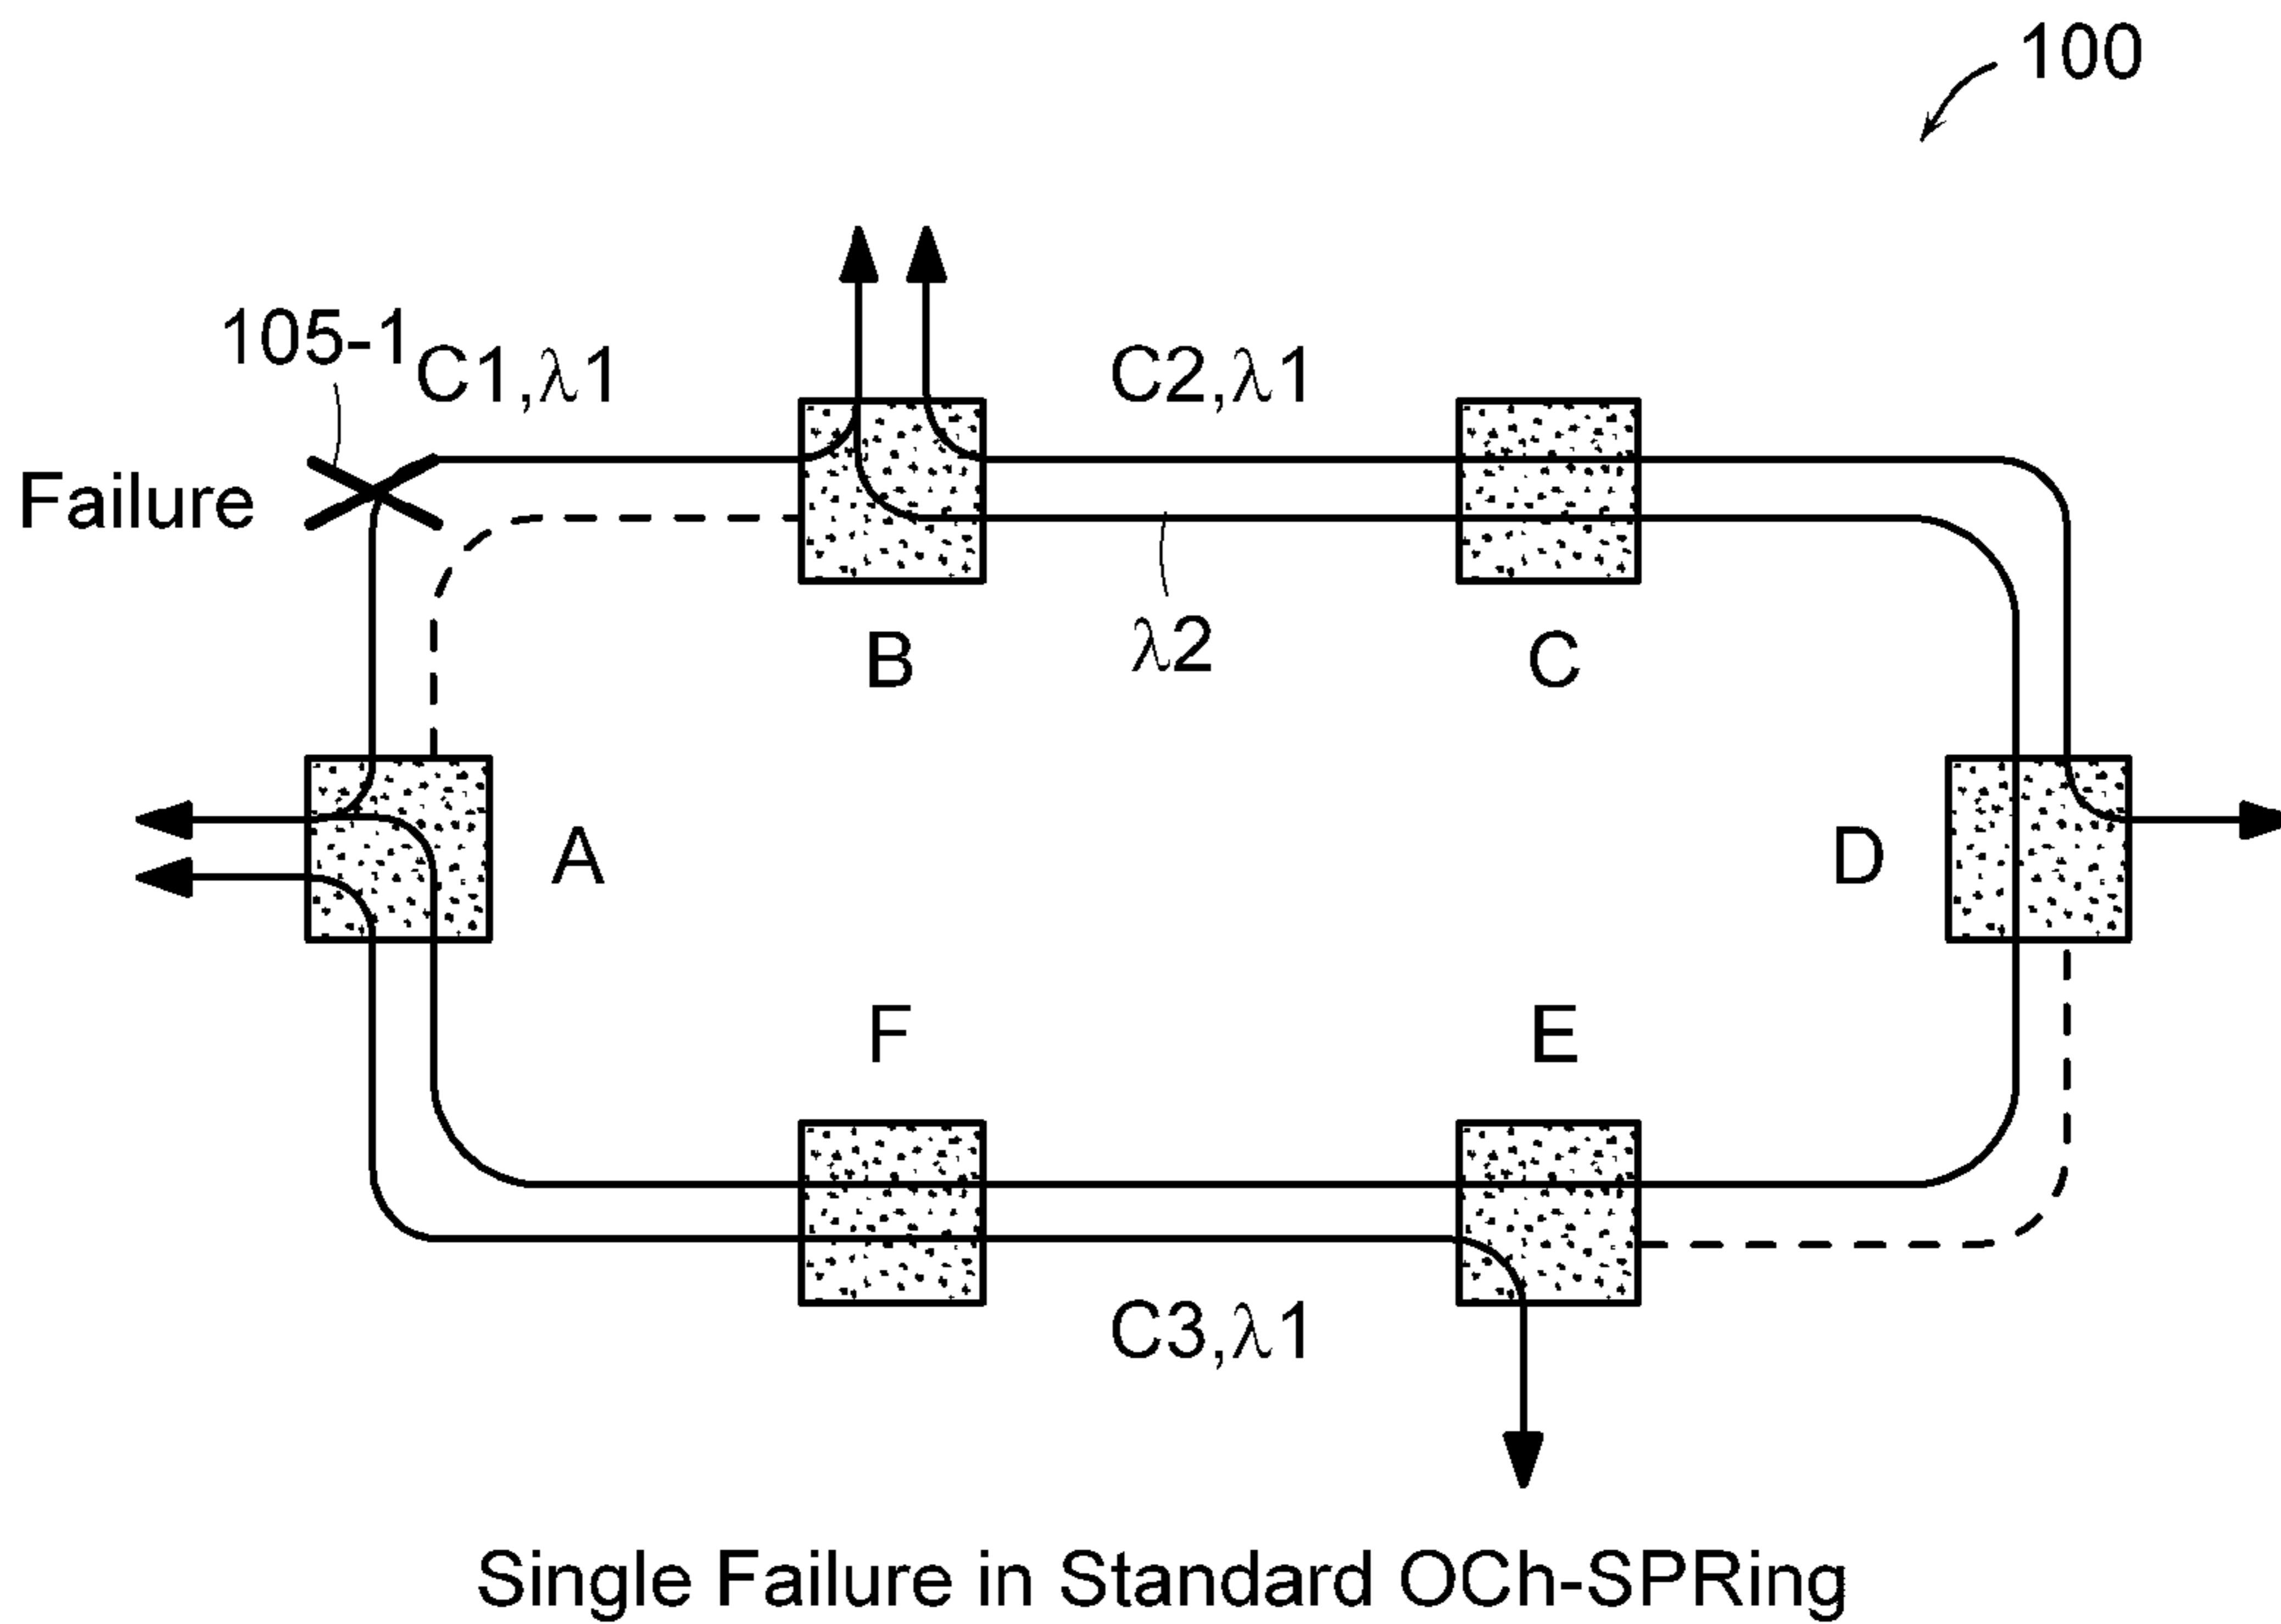 100
105-1
C1,λ1
C2,λ1
Failure
B
λ2
C
A
D
F
E
C3,λ1
Single Failure in Standard OCh-SPRing